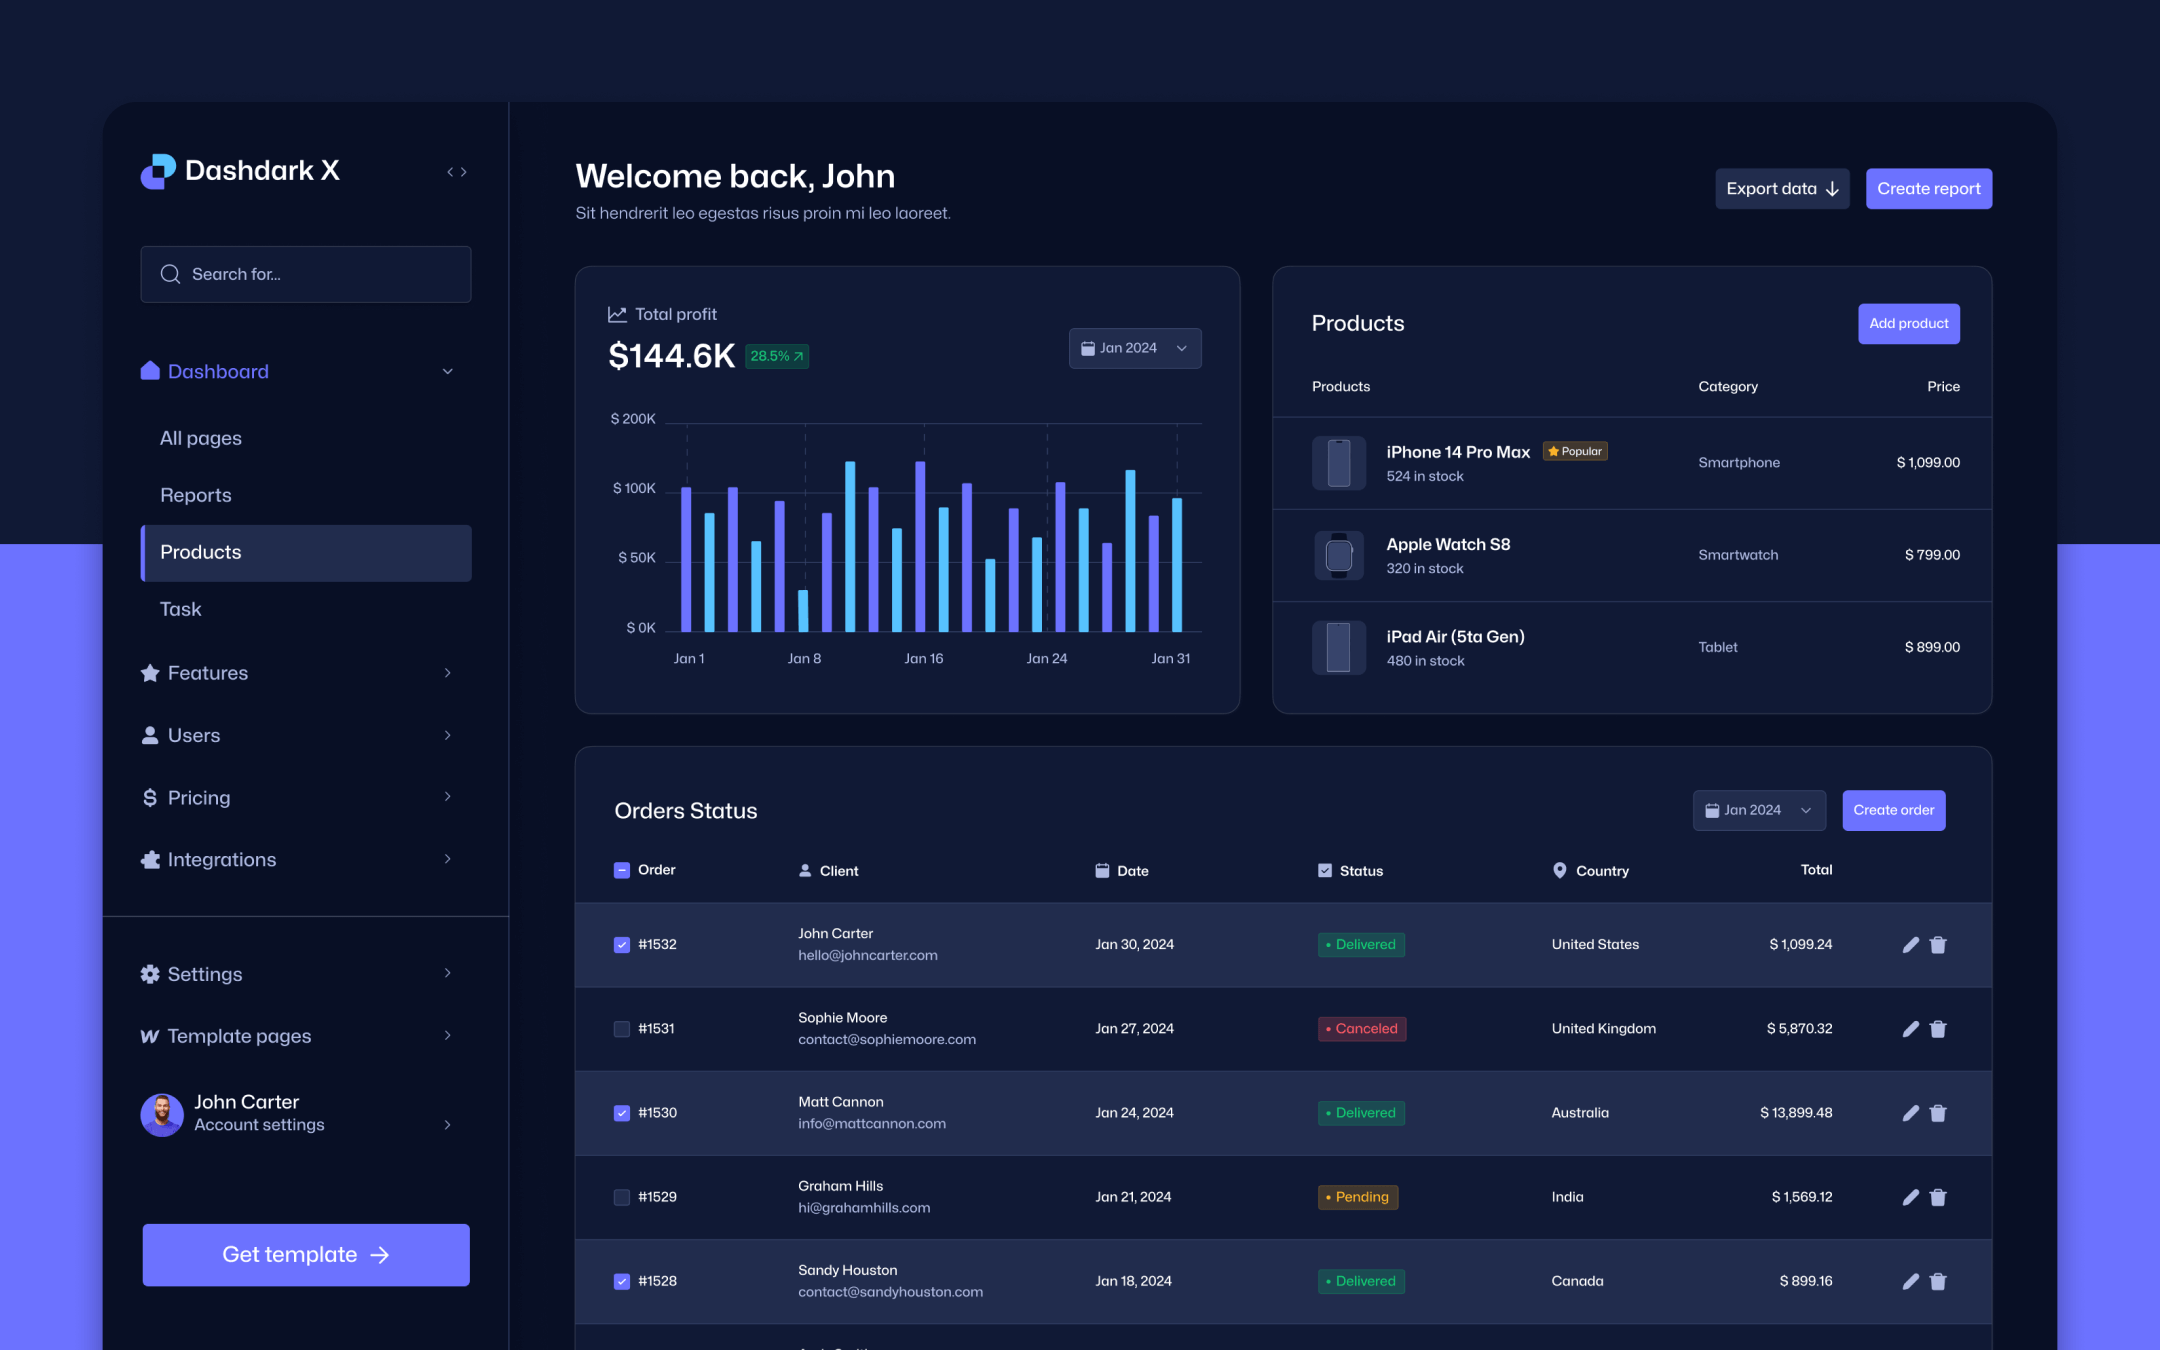 Dashdark X
Search for...
Dashboard
All pages
Reports
Products
Task
Features
Users
Pricing
Integrations
Settings
Template pages
John Carter
Account settings
Get template
Welcome back, John
Sit hendrerit leo egestas risus proin mi leo laoreet.
Export data
Create report
Total profit
$144.6K 28.5%
Jan 2024
$ 200K
$ 100K
$ 50K
$ 0K
Jan 1 Jan 8 Jan 16 Jan 24 Jan 31
Products
Add product
Products Category Price
iPhone 14 Pro Max Popular
524 in stock
Smartphone
$ 1,099.00
Apple Watch S8
320 in stock
Smartwatch
$ 799.00
iPad Air (5ta Gen)
480 in stock
Tablet
$ 899.00
Orders Status
Jan 2024
Create order
Order Client Date Status Country Total
#1532
John Carter
hello@johncarter.com
Jan 30, 2024
Delivered
United States
$ 1,099.24
#1531
Sophie Moore
contact@sophiemoore.com
Jan 27, 2024
Canceled
United Kingdom
$ 5,870.32
#1530
Matt Cannon
info@mattcannon.com
Jan 24, 2024
Delivered
Australia
$ 13,899.48
#1529
Graham Hills
hi@grahamhills.com
Jan 21, 2024
Pending
India
$ 1,569.12
#1528
Sandy Houston
contact@sandyhouston.com
Jan 18, 2024
Delivered
Canada
$ 899.16